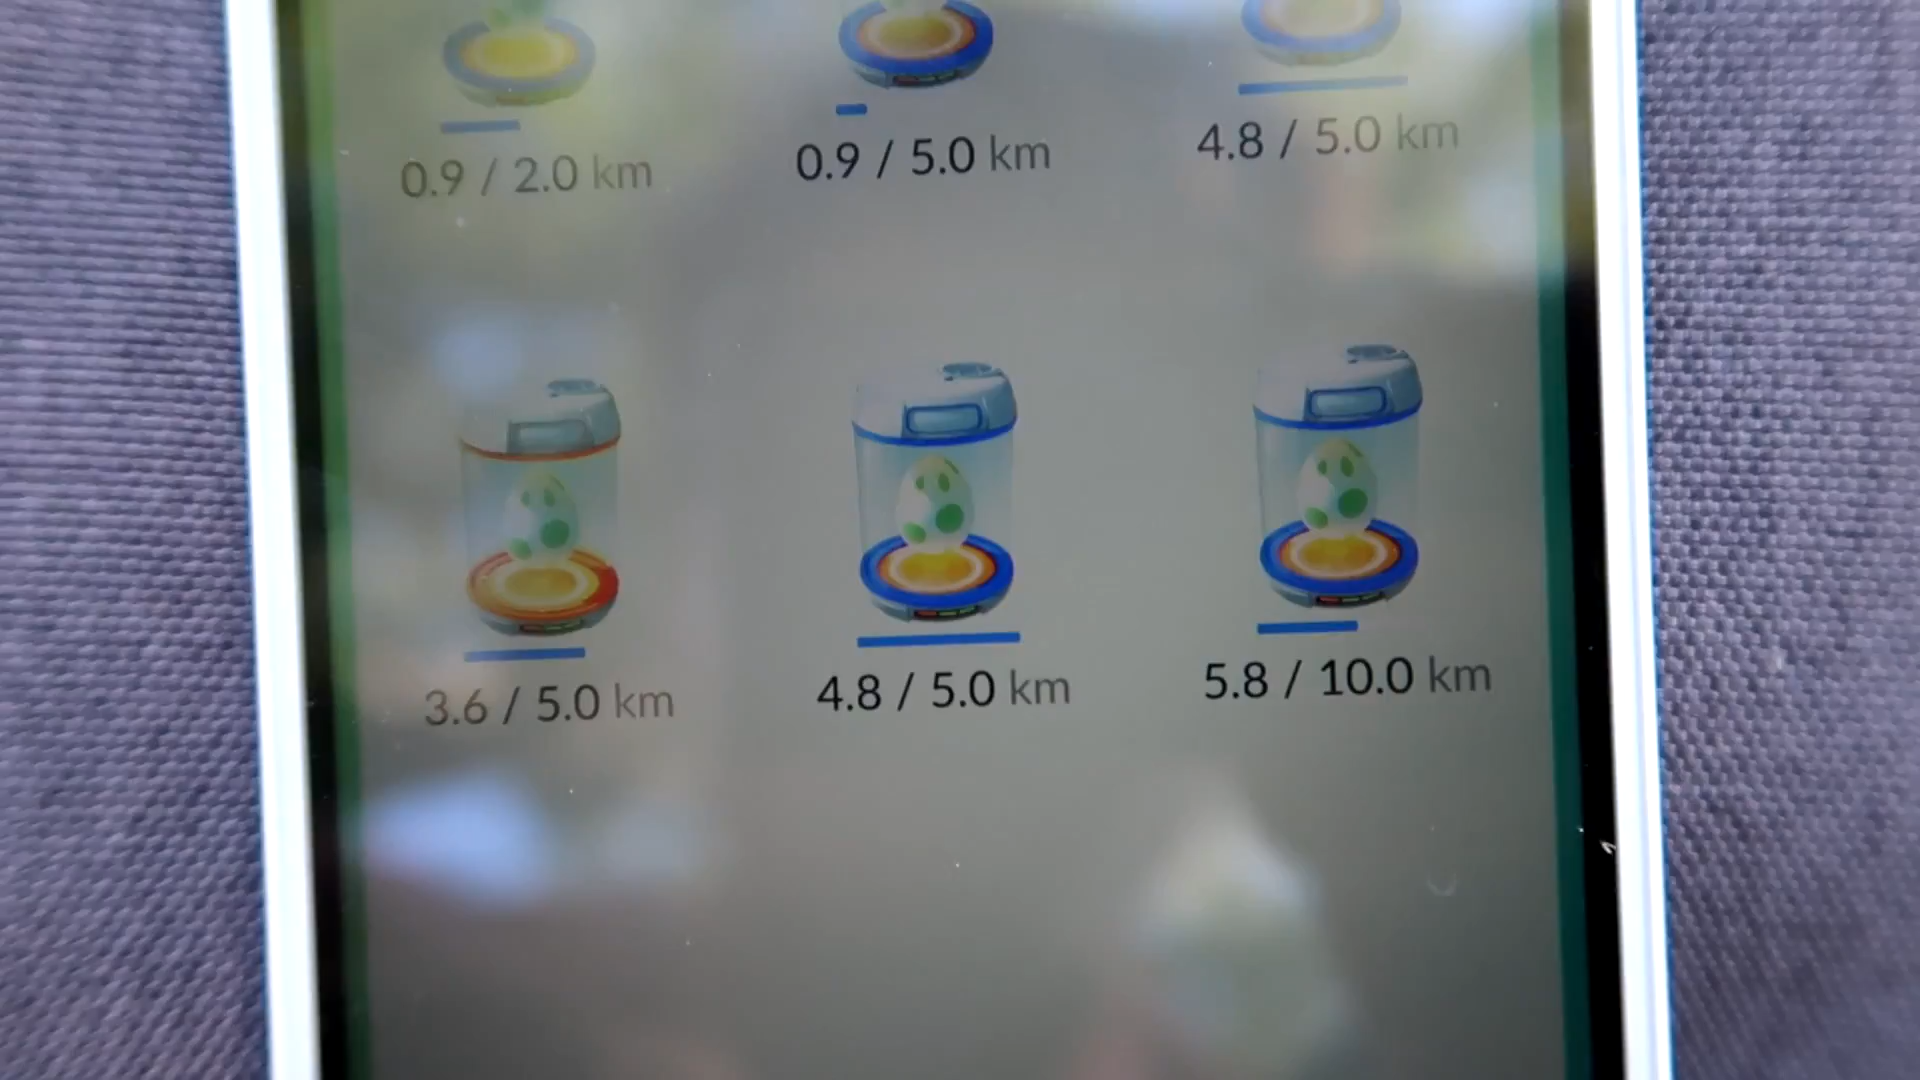 0.9 / 2.0 km
0.9 / 5.0 km
4.8 / 5.0 km
3.6 / 5.0 km
4.8 / 5.0 km
5.8 / 10.0 km